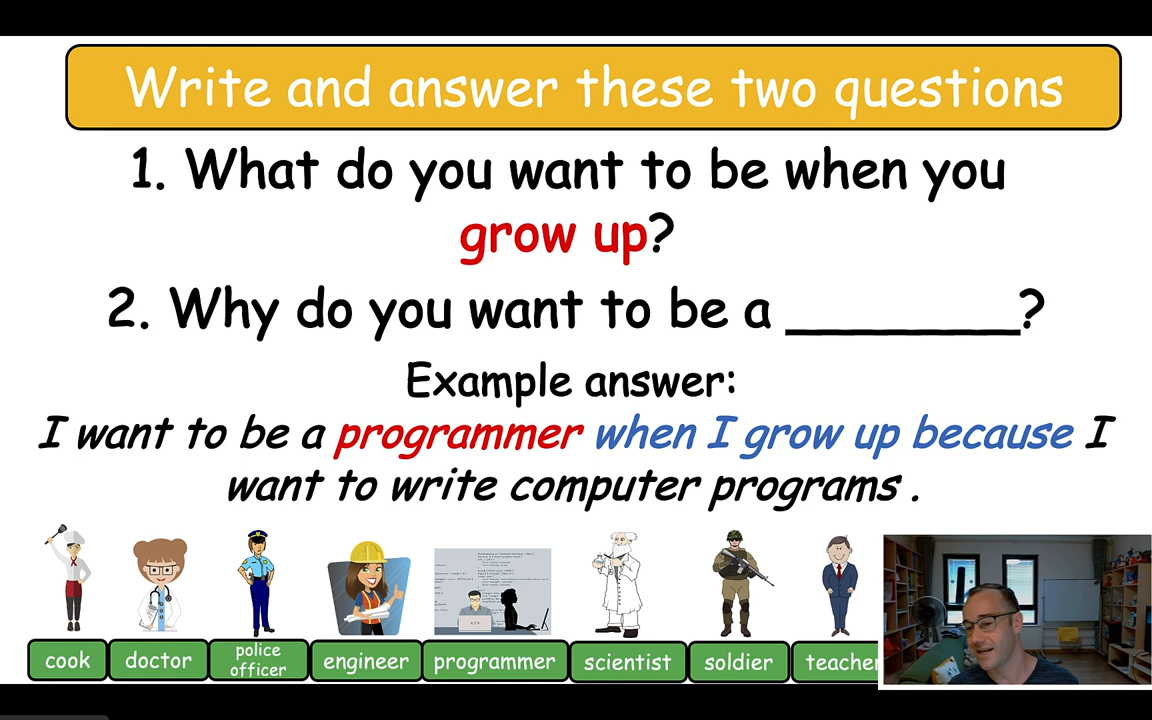 Write and answer these two questions
1. What do you want to be when you
grow up?
2. Why do you want to be a ________?
Example answer:
I want to be a programmer when I grow up because I
want to write computer programs .
cook
doctor
police
officer
engineer
programmer
scientist
soldier
teacher